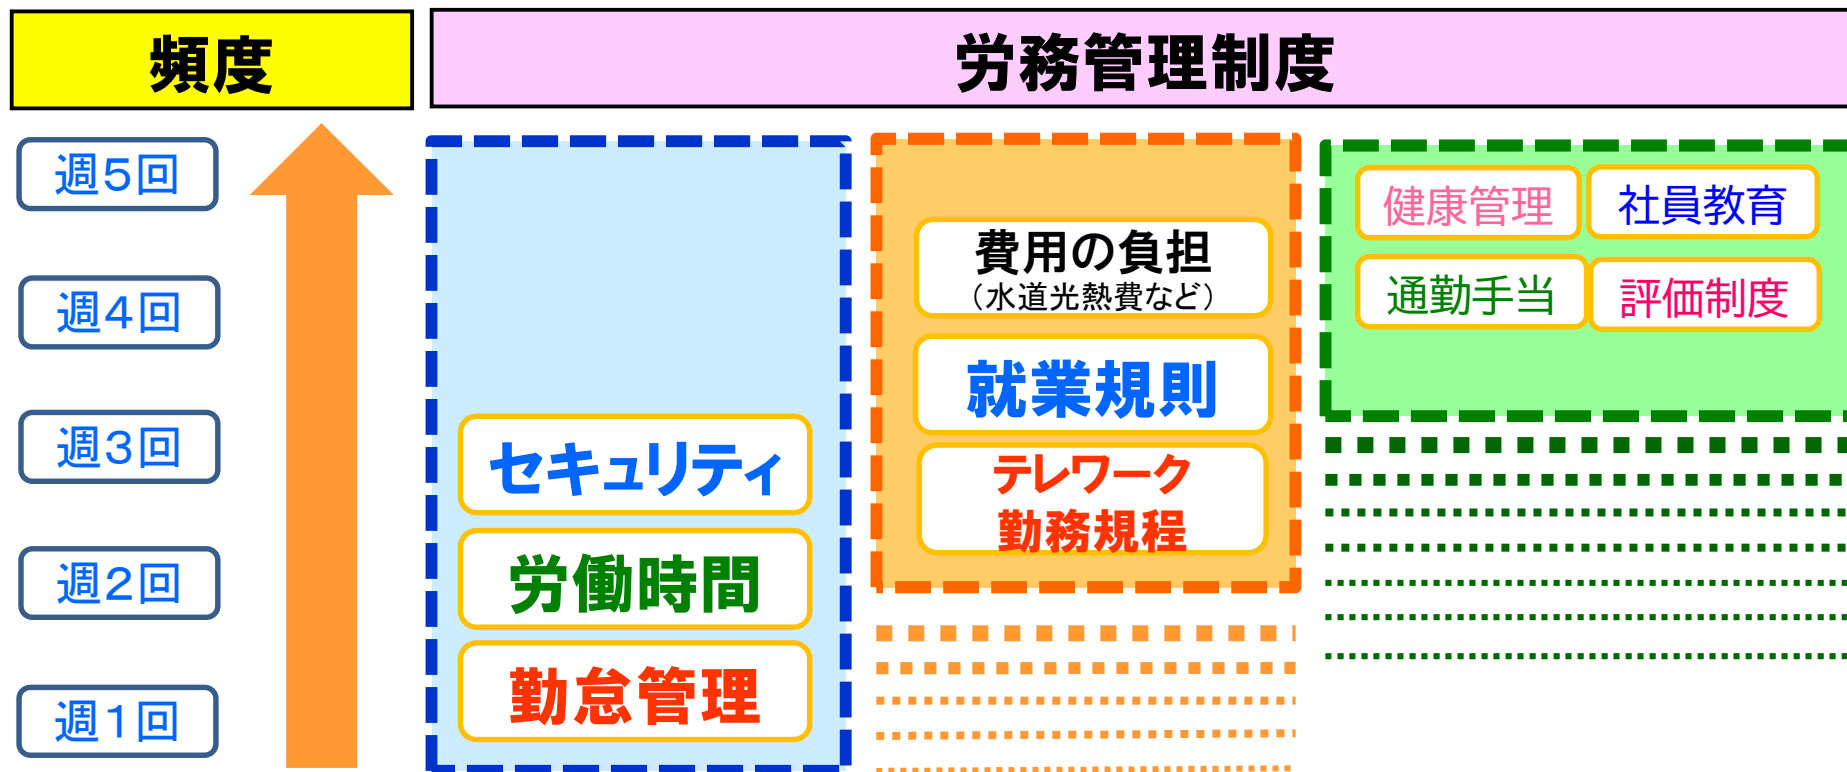 頻度
労務管理制度
週5回
週4回
週3回
週2回
週1回
セキュリティ
労働時間
勤怠管理
費用の負担
(水道光熱費など)
就業規則
テレワーク
勤務規程
健康管理
社員教育
通勤手当
評価制度